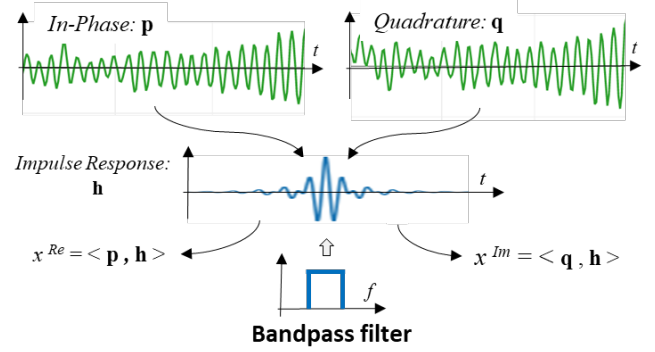 In-Phase: p
Quadrature: q
t
t
Impulse Response:
h
t
x Re = < p , h >
x Im = < q , h >
f
Bandpass filter